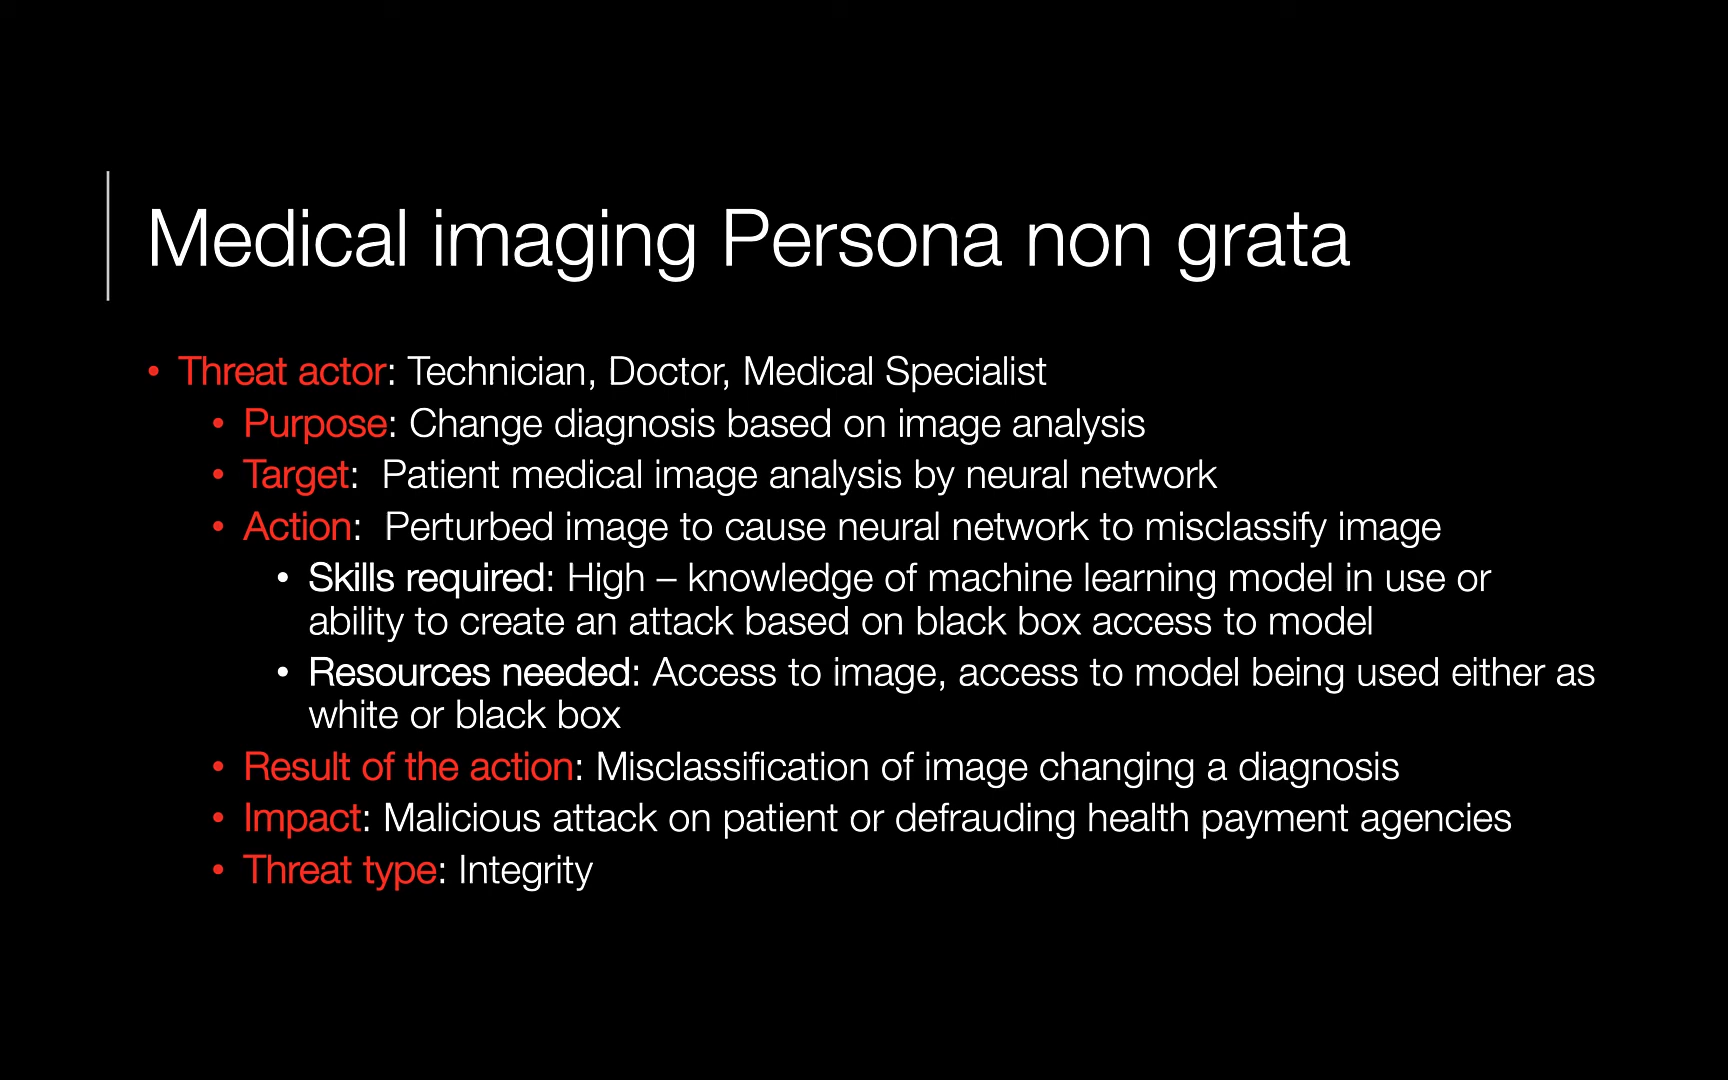 Medical imaging Persona non grata
• Threat actor: Technician, Doctor, Medical Specialist
• Purpose: Change diagnosis based on image analysis
• Target:  Patient medical image analysis by neural network
• Action:  Perturbed image to cause neural network to misclassify image
• Skills required: High – knowledge of machine learning model in use or
ability to create an attack based on black box access to model
• Resources needed: Access to image, access to model being used either as
white or black box
• Result of the action: Misclassification of image changing a diagnosis
• Impact: Malicious attack on patient or defrauding health payment agencies
• Threat type: Integrity